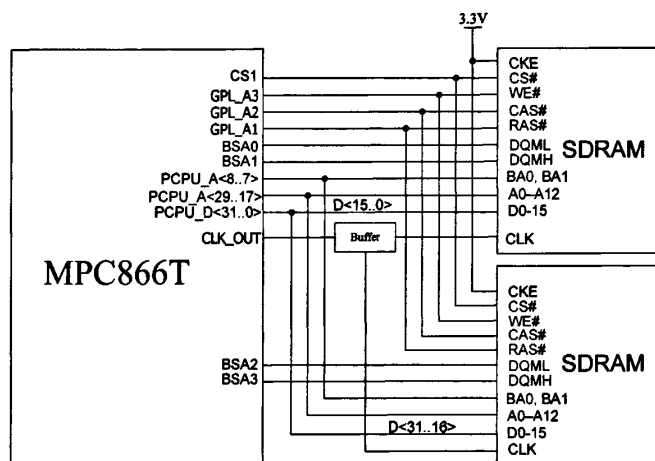 3.3V
CKE
CS1
CS#
GPL_A3
WE#
GPL_A2
CAS#
GPL_A1
RAS#
BSA0
DQML
SDRAM
BSA1
DQMH
PCPU_A<8..7>
BA0, BA1
PCPU_A<29..17>
A0–A12
PCPU_D<31..0>
D<15..0>
D0-15
CLK_OUT
Buffer
CLK
MPC866T
CKE
CS#
WE#
CAS#
RAS#
SDRAM
BSA2
DQML
BSA3
DQMH
BA0, BA1
A0–A12
D<31..16>
D0-15
CLK